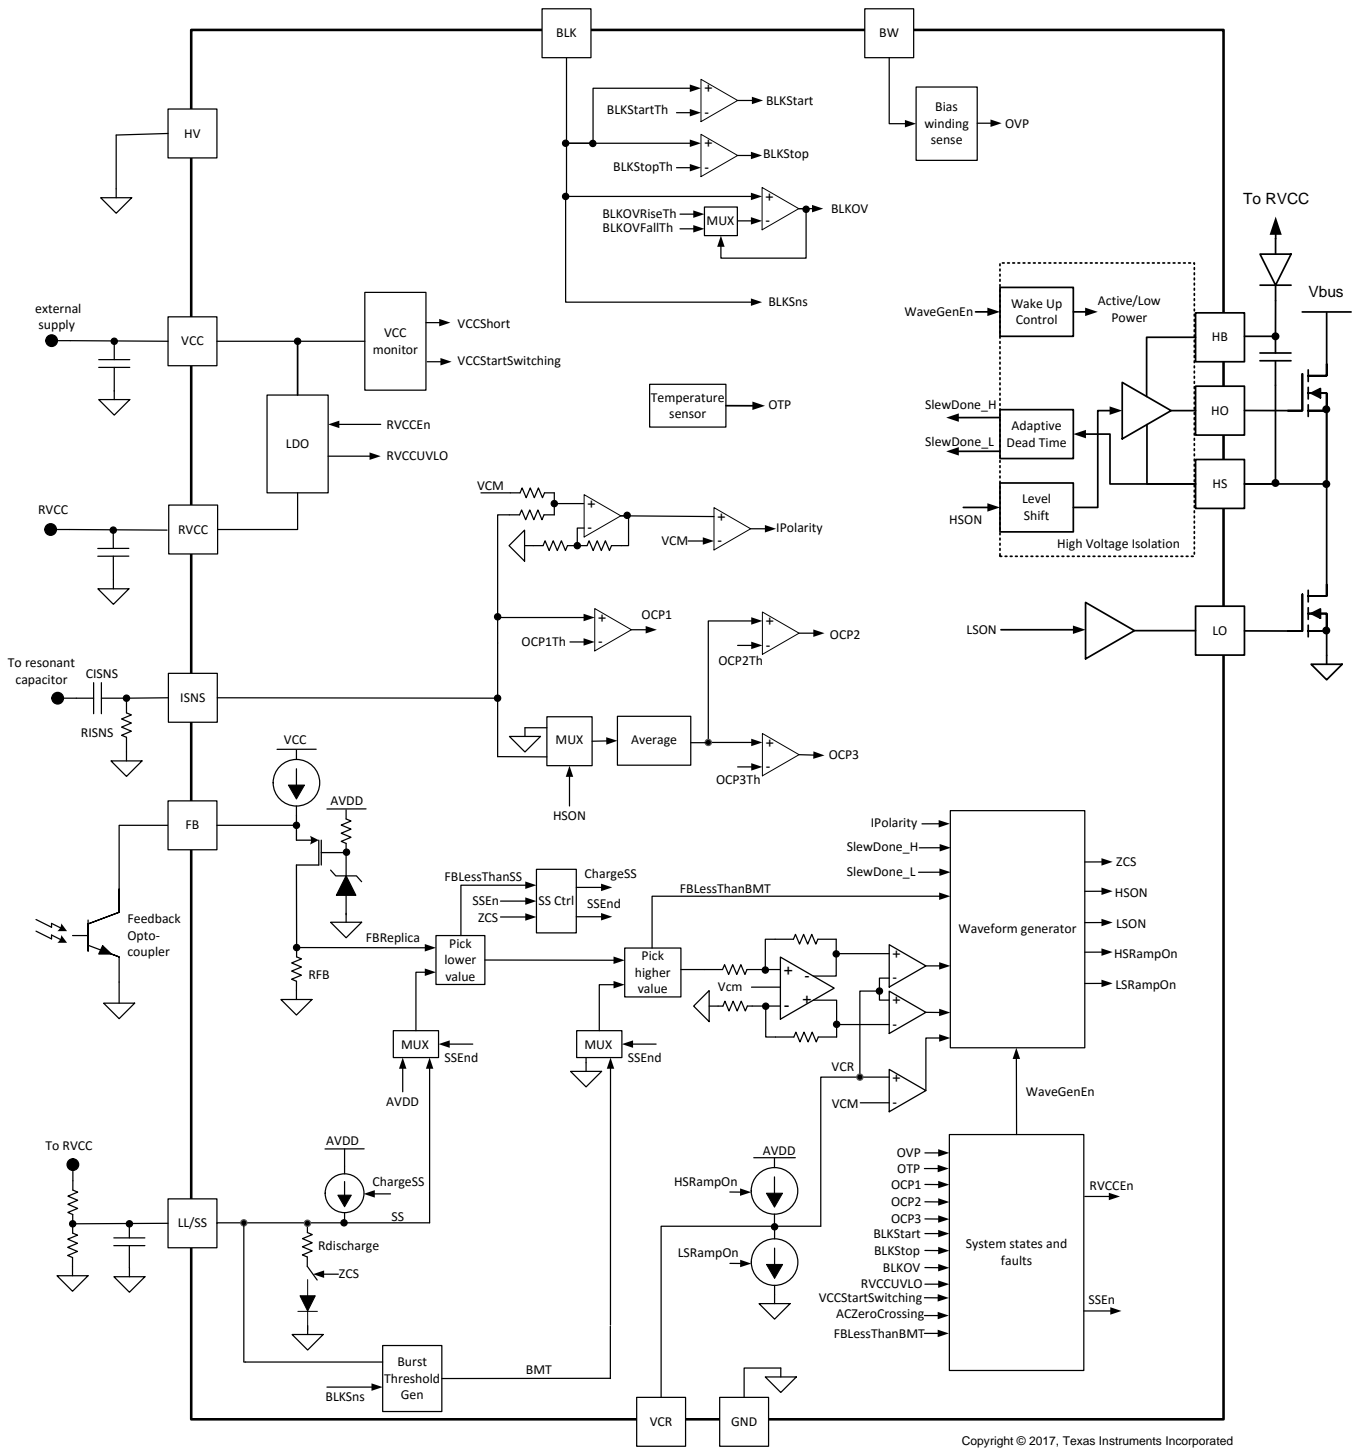 BLK
BW
HV
BLKStartTh
BLKStart
BLKStopTh
BLKStop
BLKOVRiseTh
BLKOVFallTh
MUX
BLKOV
BLKSns
Bias
winding
sense
OVP
To RVCC
Vbus
external
supply
VCC
VCC
monitor
VCCShort
VCCStartSwitching
LDO
RVCCEn
RVCCUVLO
RVCC
RVCC
Temperature
sensor
OTP
WaveGenEn
Wake Up
Control
Active/Low
Power
HB
SlewDone_H
SlewDone_L
Adaptive
Dead Time
HO
HS
HSON
Level
Shift
High Voltage Isolation
LSON
LO
VCM
VCM
IPolarity
OCP1Th
OCP1
OCP2Th
OCP2
To resonant
capacitor
CISNS
RISNS
ISNS
MUX
HSON
Average
OCP3Th
OCP3
VCC
AVDD
FB
Feedback
Opto-
coupler
FBReplica
RFB
FBLessThanSS
SSEn
ZCS
SS Ctrl
ChargeSS
SSEnd
Pick
lower
value
FBLessThanBMT
Pick
higher
value
Vcm
MUX
SSEnd
AVDD
MUX
SSEnd
IPolarity
SlewDone_H
SlewDone_L
Waveform generator
ZCS
HSON
LSON
HSRampOn
LSRampOn
VCR
VCM
WaveGenEn
To RVCC
LL/SS
AVDD
ChargeSS
SS
Rdischarge
ZCS
AVDD
HSRampOn
LSRampOn
OVP
OTP
OCP1
OCP2
OCP3
BLKStart
BLKStop
BLKOV
RVCCUVLO
VCCStartSwitching
ACZeroCrossing
FBLessThanBMT
System states and
faults
RVCCEn
SSEn
BLKSns
Burst
Threshold
Gen
BMT
VCR
GND
Copyright © 2017, Texas Instruments Incorporated